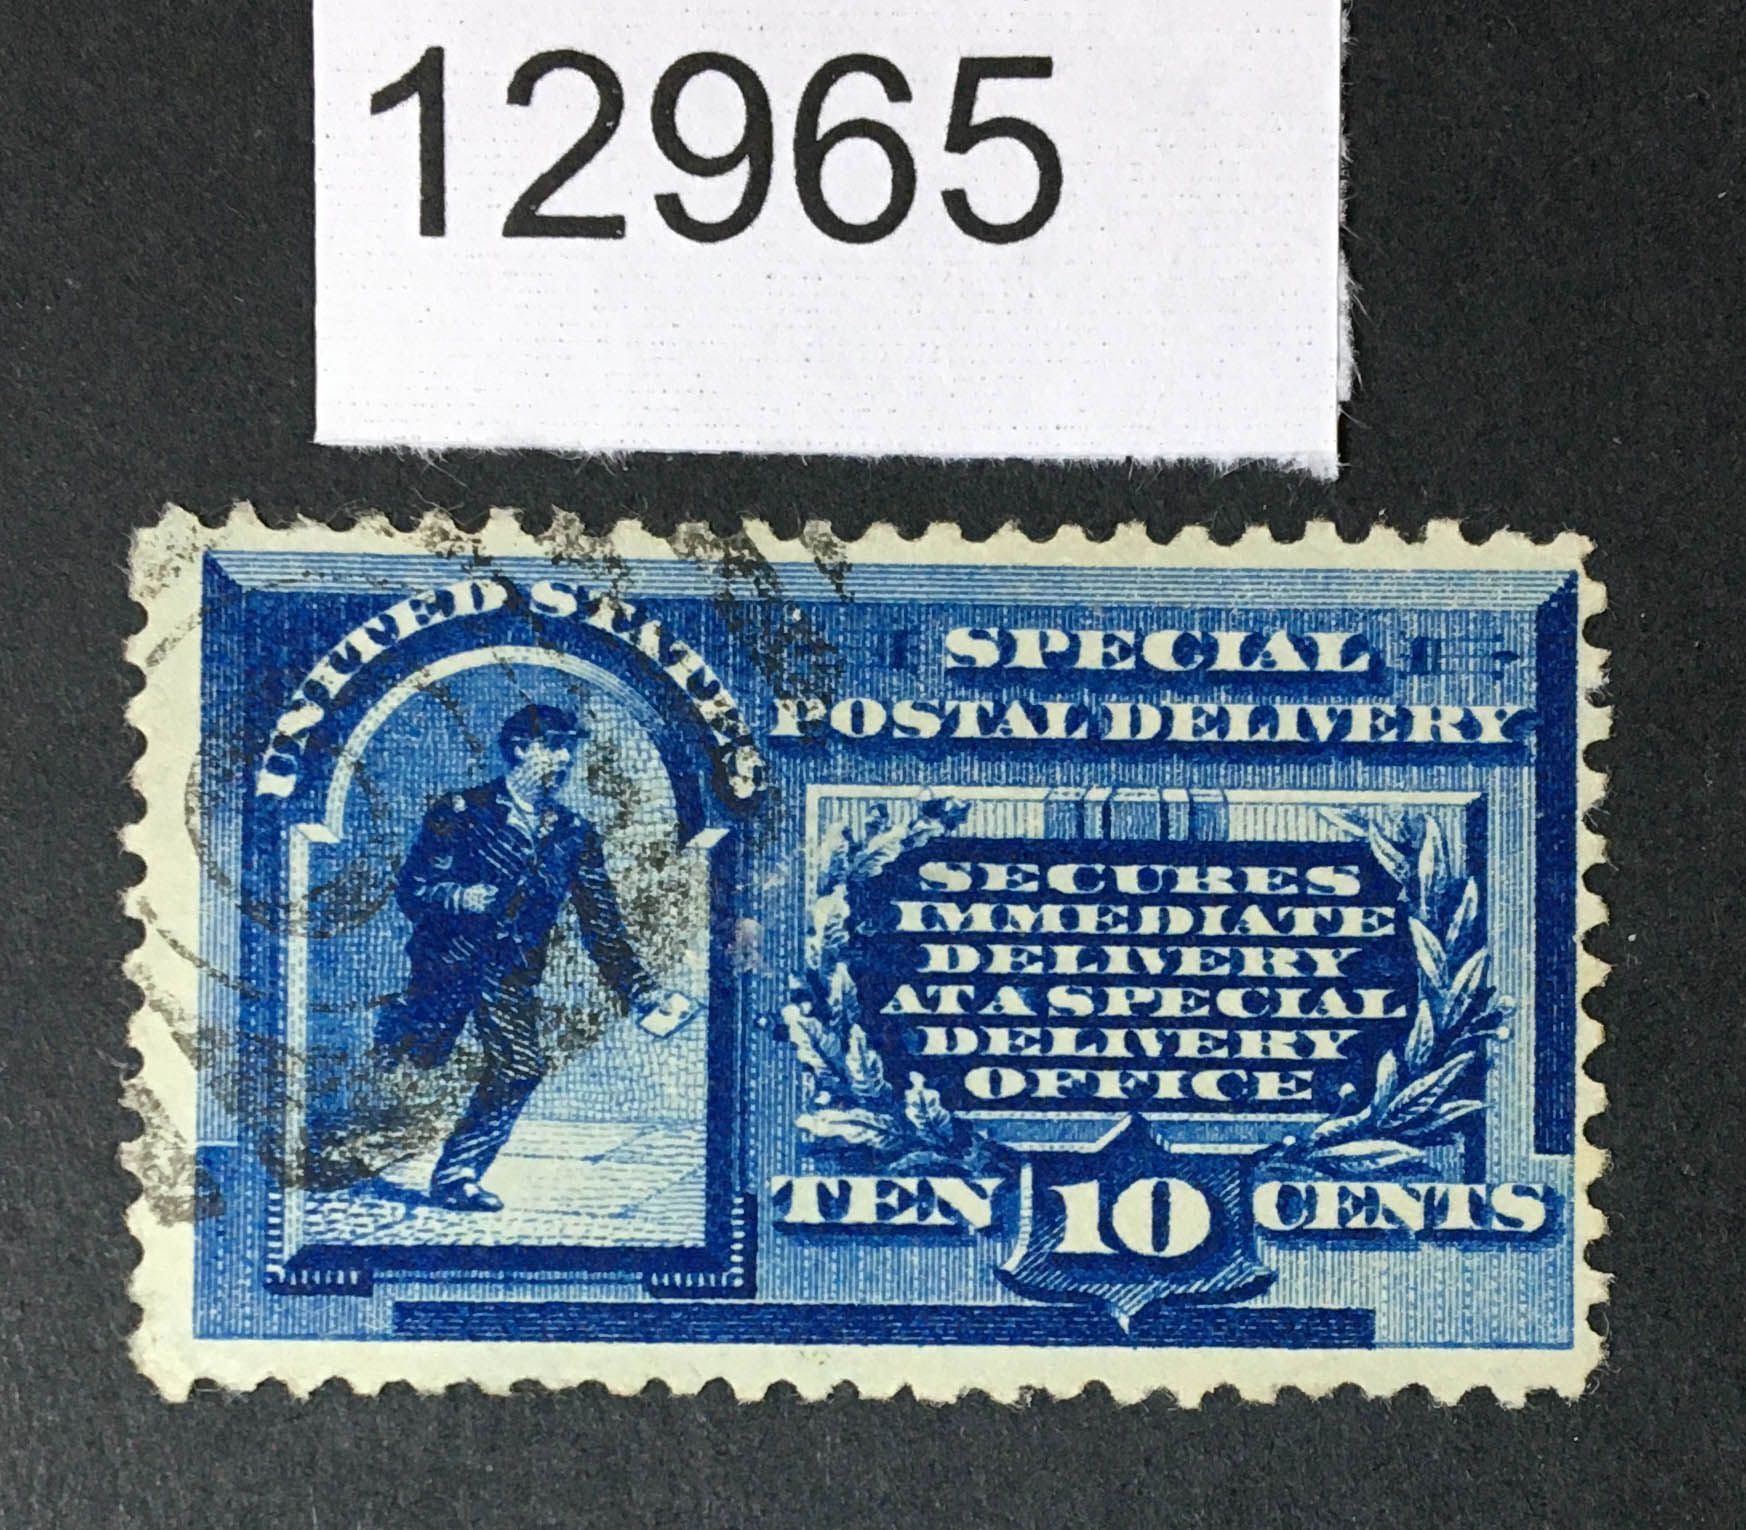 12965
UNITED STATES
SPECIAL
POSTAL DELIVERY
SECURES
IMMEDIATE
DELIVERY
AT A SPECIAL
DELIVERY
OFFICE.
TEN 10 CENTS